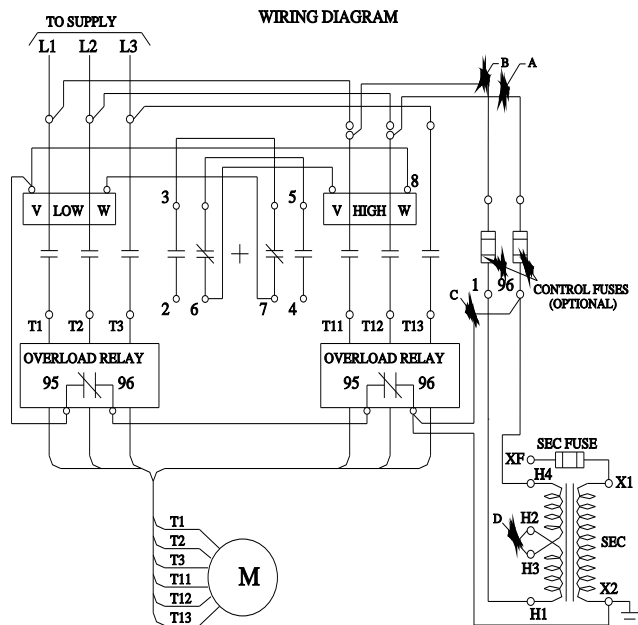 WIRING DIAGRAM
TO SUPPLY
L1 L2 L3
B A
8
V LOW W
3 5
V HIGH W
2 6 7 4
1 96
CONTROL FUSES
(OPTIONAL)
C
T1 T2 T3
T11 T12 T13
OVERLOAD RELAY
95 96
OVERLOAD RELAY
95 96
SEC FUSE
XF
H4 X1
D H2
SEC
H3
X2
H1
T1
T2
T3
T11
T12
T13
M